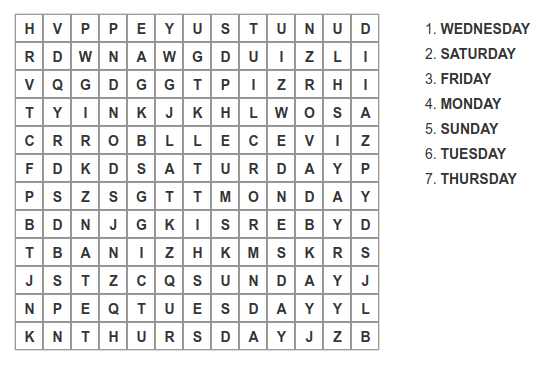 H V P P E Y U S T U N U D
R D W N A W G D U I Z L I
V Q G D G G T P I Z R H I
T Y I N K J K H L W O S A
C R R O B L L E C E V I Z
F D K D S A T U R D A Y P
P S Z S G T T M O N D A Y
B D N J G K I S R E B Y D
T B A N I Z H K M S K R S
J S T Z C Q S U N D A Y J
N P E Q T U E S D A Y Y L
K N T H U R S D A Y J Z B
1. WEDNESDAY
2. SATURDAY
3. FRIDAY
4. MONDAY
5. SUNDAY
6. TUESDAY
7. THURSDAY